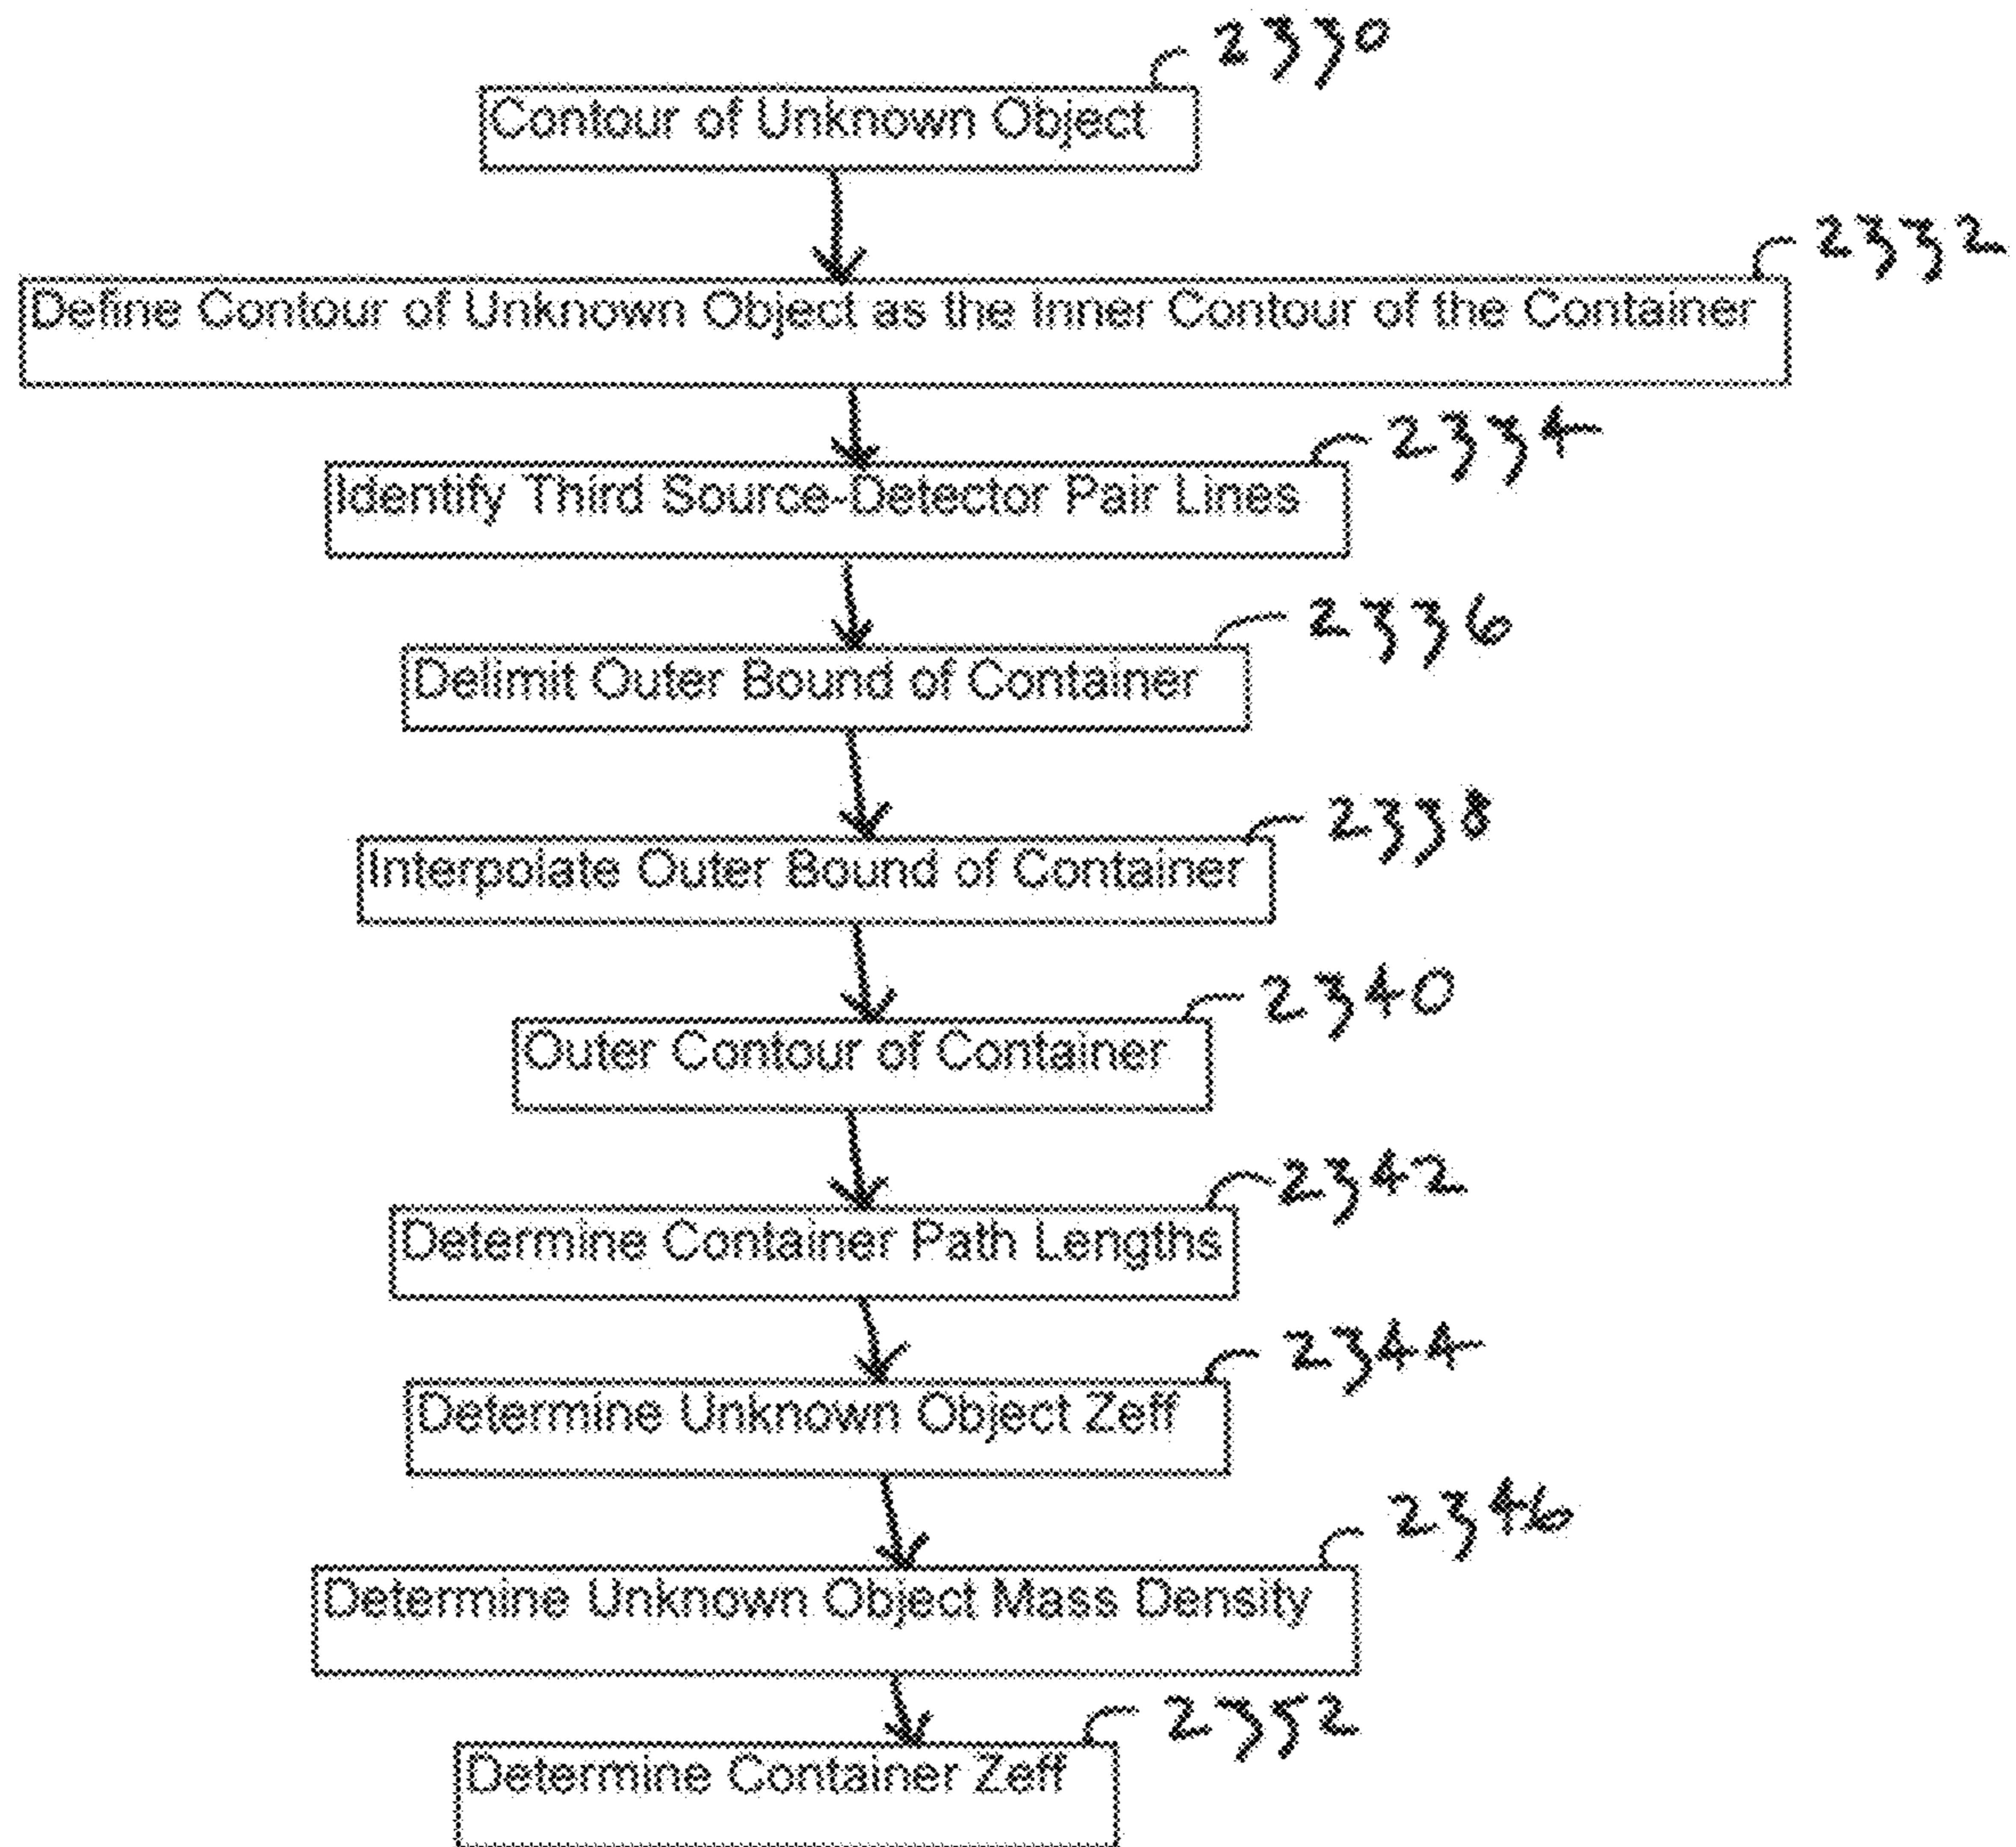 2330
Contour of Unknown Object
2332
Define Contour of Unknown Object as the Inner Contour of the Container
2334
Identify Third Source-Detector Pair Lines
2336
Delimit Outer Bound of Container
2338
Interpolate Outer Bound of Container
2340
Outer Contour of Container
2342
Determine Container Path Lengths
2344
Determine Unknown Object Zeff
2346
Determine Unknown Object Mass Density
2352
Determine Container Zeff